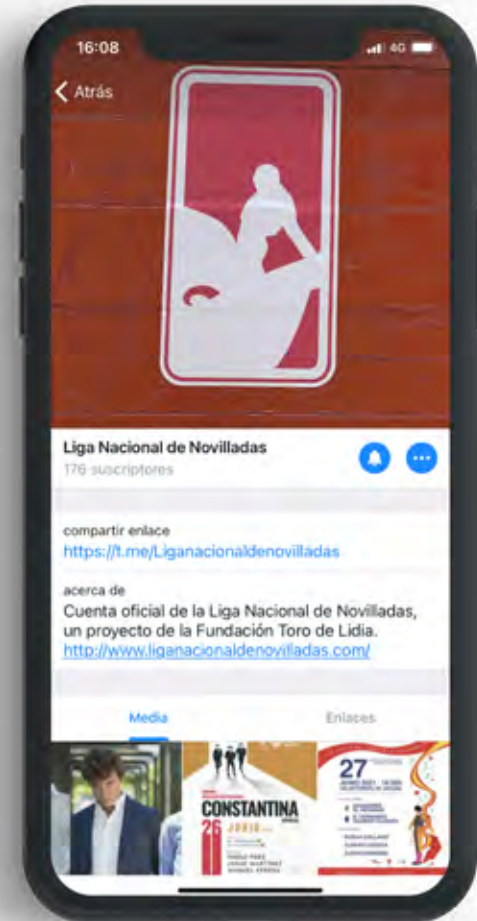 16:08
4G
Atrás
Liga Nacional de Novilladas
176 suscriptores
compartir enlace
https://t.me/Liganacionaldenovilladas
acerca de
Cuenta oficial de la Liga Nacional de Novilladas,
un proyecto de la Fundación Toro de Lidia.
http://www.liganacionaldenovilladas.com/
Media
Enlaces
CONSTANTINA
26 JUNIO
27